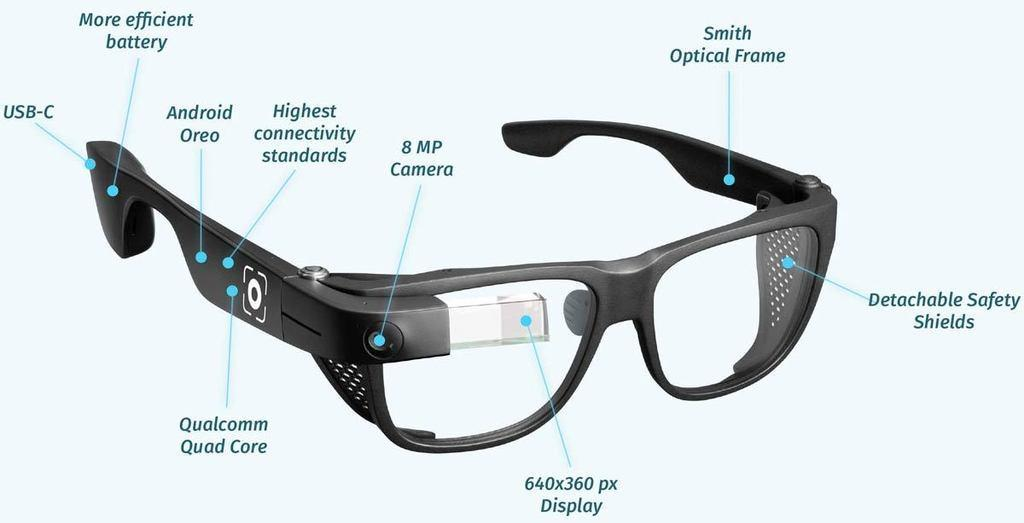 More efficient
battery
Smith
Optical Frame
USB-C
Android
Oreo
Highest
connectivity
standards
8 MP
Camera
Detachable Safety
Shields
Qualcomm
Quad Core
640x360 px
Display